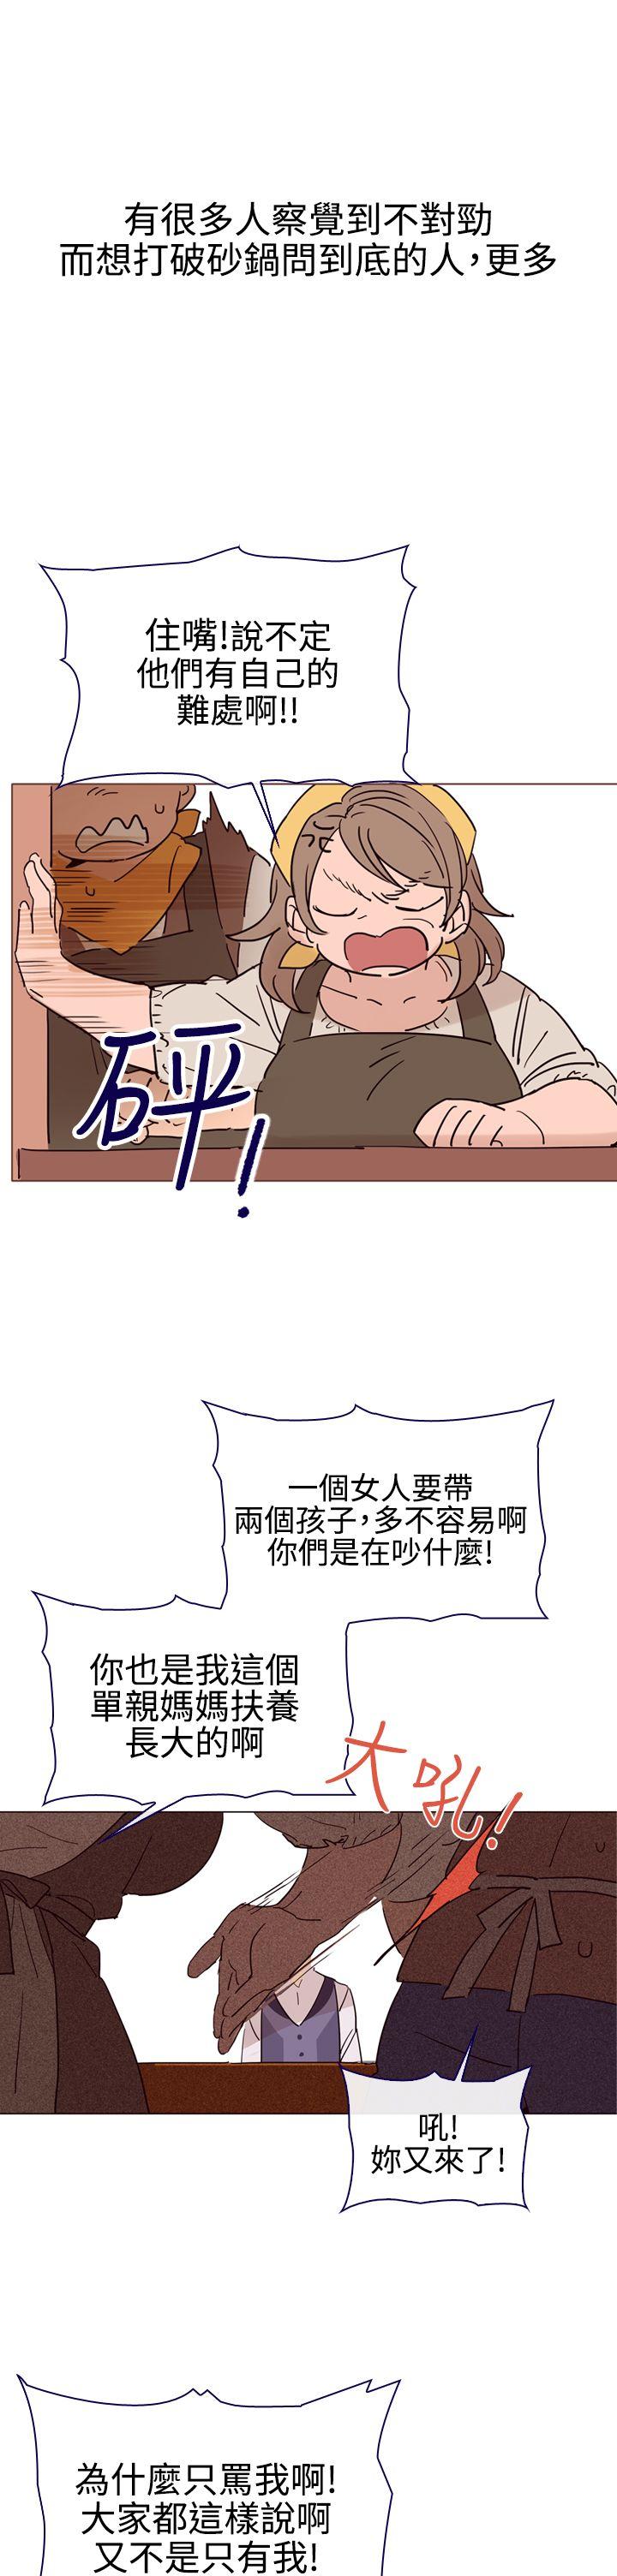 有很多人察覺到不對勁
而想打破砂鍋問到底的人,更多
住嘴!說不定
他們有自己的
難處啊!!
砰!
一個女人要帶
兩個孩子,多不容易啊
你們是在吵什麼!
你也是我這個
單親媽媽扶養
長大的啊
大吼!
吼!
妳又來了!
為什麼只罵我啊!
大家都這樣說啊
又不是只有我!